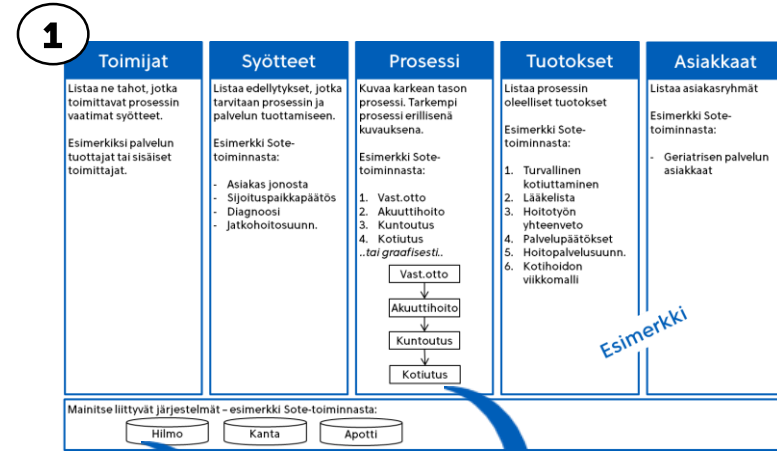 1
Toimijat
Listaa ne tahot, jotka
toimittavat prosessin
vaatimat syötteet.
Esimerkiksi palvelun
tuottajat tai sisäiset
toimittajat.
Syötteet
Listaa edellytykset, jotka
tarvitaan prosessin ja
palvelun tuottamiseen.
Esimerkki Sote-
toiminnasta:
- Asiakas jonosta
- Sijoituspaikkapäätös
- Diagnoosi
- Jatkohoitosuunn.
Prosessi
Kuvaa karkean tason
prosessi. Tarkempi
prosessi erillisenä
kuvauksena.
Esimerkki Sote-
toiminnasta:
1. Vast.otto
2. Akuuttihoito
3. Kuntoutus
4. Kotiutus
..tai graafisesti..
Vast.otto
Akuuttihoito
Kuntoutus
Kotiutus
Tuotokset
Listaa prosessin
oleelliset tuotokset
Esimerkki Sote-
toiminnasta:
1. Turvallinen
kotiuttaminen
2. Lääkelista
3. Hoitotyön
yhteenveto
4. Palvelupäätökset
5. Hoitopalvelusuunn.
6. Kotihoidon
viikkomalli
Asiakkaat
Listaa asiakasryhmät
Esimerkki Sote-
toiminnasta:
- Geriatrisen palvelun
asiakkaat
Esimerkki
Mainitse liittyvät järjestelmät – esimerkki Sote-toiminnasta:
Hilmo
Kanta
Apotti